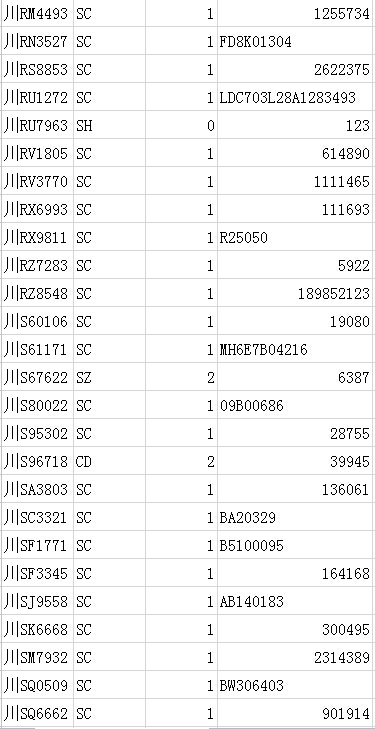 川RM4493 SC 1 1255734
川RN3527 SC 1 FD8K01304
川RS8853 SC 1 2622375
川RU1272 SC 1 LDC703L28A1283493
川RU7963 SH 0 123
川RV1805 SC 1 614890
川RV3770 SC 1 1111465
川RX6993 SC 1 111693
川RX9811 SC 1 R25050
川RZ7283 SC 1 5922
川RZ8548 SC 1 189852123
川S60106 SC 1 19080
川S61171 SC 1 MH6E7B04216
川S67622 SZ 2 6387
川S80022 SC 1 09B00686
川S95302 SC 1 28755
川S96718 CD 2 39945
川SA3803 SC 1 136061
川SC3321 SC 1 BA20329
川SF1771 SC 1 B5100095
川SF3345 SC 1 164168
川SJ9558 SC 1 AB140183
川SK6668 SC 1 300495
川SM7932 SC 1 2314389
川SQ0509 SC 1 BW306403
川SQ6662 SC 1 901914